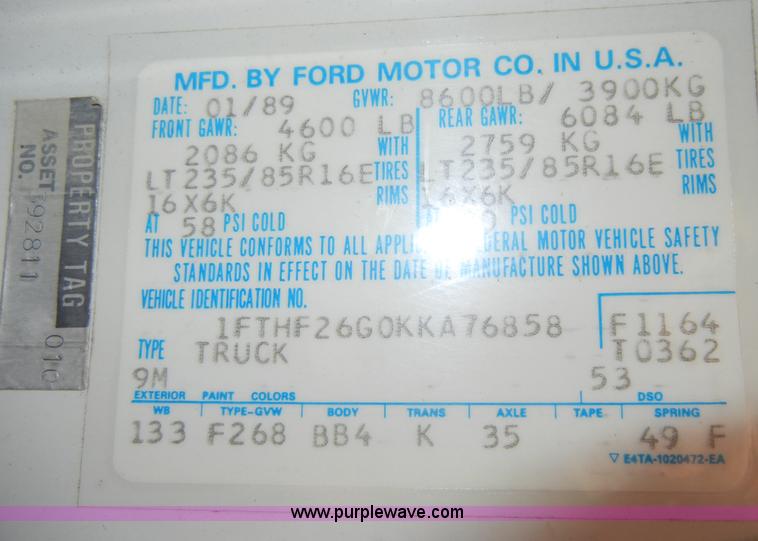 MFD. BY FORD MOTOR CO. IN U.S.A.
DATE: 01/89 GVWR: 8600LB/ 3900KG
FRONT GAWR: 4600 LB REAR GAWR: 6084 LB
2086 KG WITH 2759 KG WITH
LT235/85R16E TIRES LT235/85R16E TIRES
16X6K RIMS 16X6K RIMS
AT 58 PSI COLD AT PSI COLD
THIS VEHICLE CONFORMS TO ALL MOTOR VEHICLE SAFETY
STANDARDS IN EFFECT ON THE DATE OF MANUFACTURE SHOWN ABOVE.
VEHICLE IDENTIFICATION NO.
1FTHF26G0KKA76858 F1164
TYPE TRUCK T0362
9M 53
EXTERIOR PAINT COLORS DSO
WB TYPE-GVW BODY TRANS AXLE TAPE SPRING
133 F268 BB4 K 35 49 F
▽ E4TA-1020472-EA
PROPERTY TAG
ASSET
NO.
010
www.purplewave.com